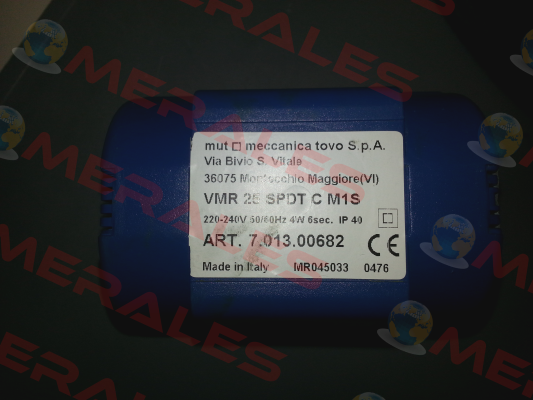 MERALES
mut meccanica tovo S.p.A.
Via Bivio S. Vitale
36075 Montecchio Maggiore(VI)
VMR 25 SPDT C M1S
220-240V 50/60Hz 4W 6sec. IP 40
ART. 7.013.00682
CE
Made in Italy MR045033 0476
MERALES
MERALES
MERALES